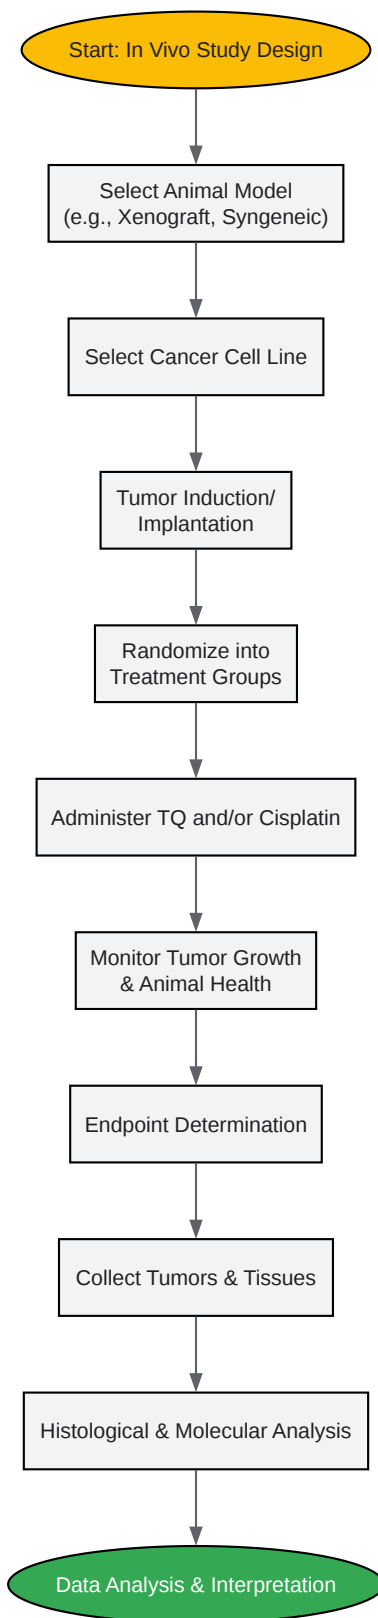 Start: In Vivo Study Design
Select Animal Model
(e.g., Xenograft, Syngeneic)
Select Cancer Cell Line
Tumor Induction/
Implantation
Randomize into
Treatment Groups
Administer TQ and/or Cisplatin
Monitor Tumor Growth
& Animal Health
Endpoint Determination
Collect Tumors & Tissues
Histological & Molecular Analysis
Data Analysis & Interpretation